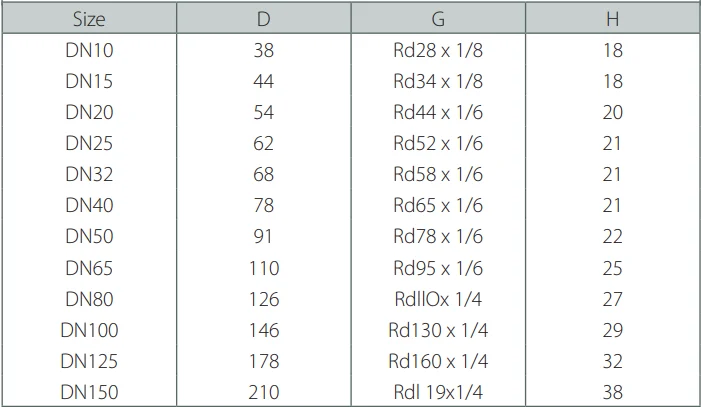 Size D G H
DN10 38 Rd28 x 1/8 18
DN15 44 Rd34 x 1/8 18
DN20 54 Rd44 x 1/6 20
DN25 62 Rd52 x 1/6 21
DN32 68 Rd58 x 1/6 21
DN40 78 Rd65 x 1/6 21
DN50 91 Rd78 x 1/6 22
DN65 110 Rd95 x 1/6 25
DN80 126 RdllOx 1/4 27
DN100 146 Rd130 x 1/4 29
DN125 178 Rd160 x 1/4 32
DN150 210 Rdl 19x1/4 38